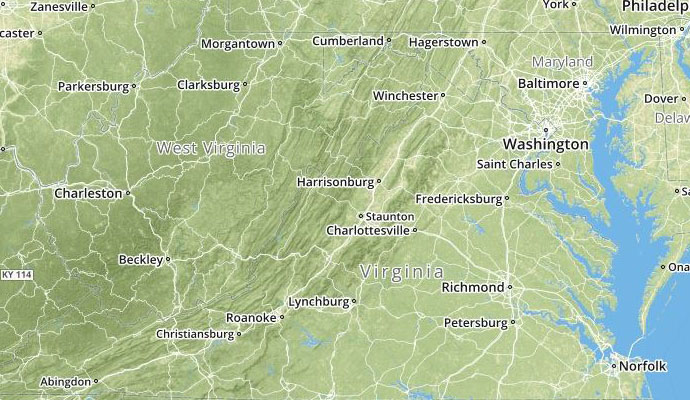 Zanesville
York
Philadelp
caster
Morgantown
Cumberland
Hagerstown
Wilmington
Maryland
Parkersburg
Clarksburg
Winchester
Baltimore
Dover
Delaw
West Virginia
Washington
Saint Charles
Harrisonburg
Charleston
Fredericksburg
Sa
Staunton
Charlottesville
Beckley
Virginia
Ona
KY 114
Richmond
Lynchburg
Roanoke
Petersburg
Christiansburg
Norfolk
Abingdon